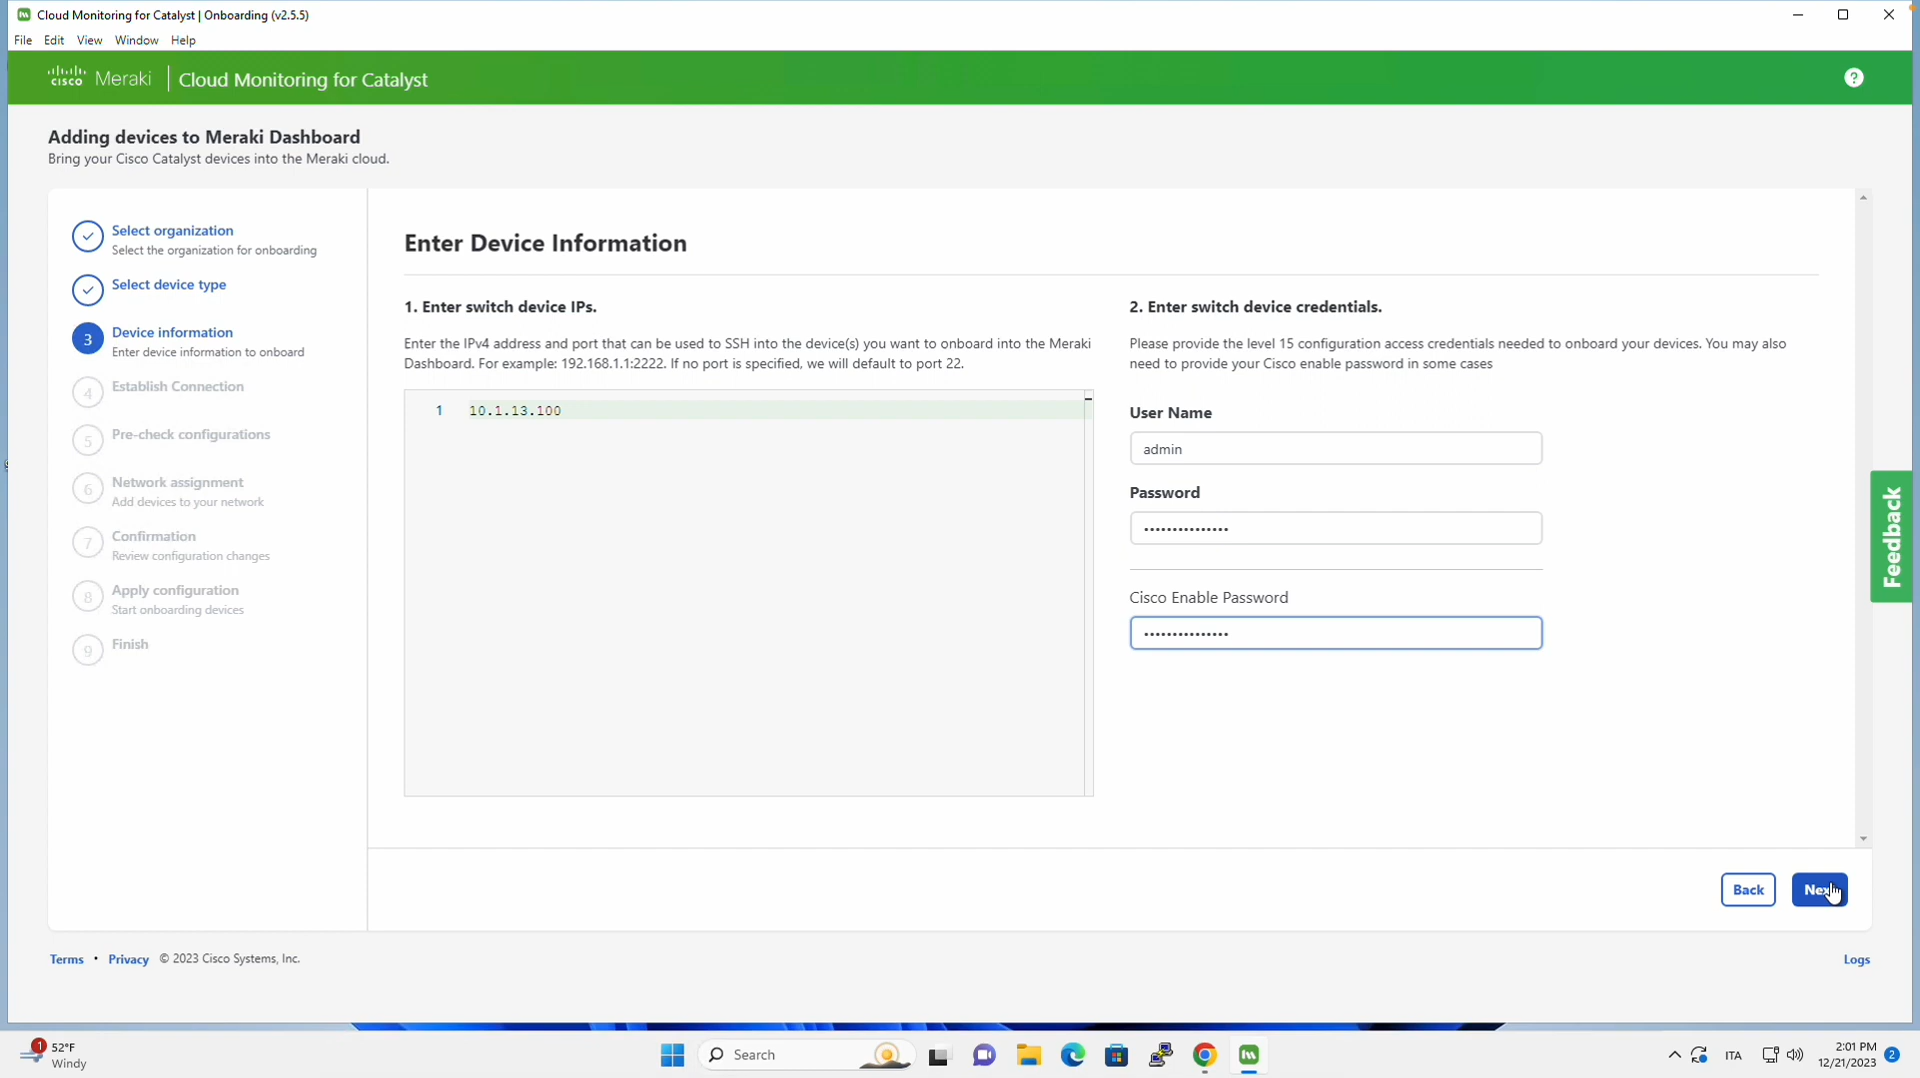 Cloud Monitoring for Catalyst | Onboarding (v2.5.5)
File Edit View Window Help
CISCO Meraki Cloud Monitoring for Catalyst
?
Adding devices to Meraki Dashboard
Bring your Cisco Catalyst devices into the Meraki cloud.
Select organization
Select the organization for onboarding
Select device type
3 Device information
Enter device information to onboard
4 Establish Connection
5 Pre-check configurations
6 Network assignment
Add devices to your network
7 Confirmation
Review configuration changes
8 Apply configuration
Start onboarding devices
9 Finish
Enter Device Information
1. Enter switch device IPs.
Enter the IPv4 address and port that can be used to SSH into the device(s) you want to onboard into the Meraki
Dashboard. For example: 192.168.1.1:2222. If no port is specified, we will default to port 22.
1 10.1.13.100
2. Enter switch device credentials.
Please provide the level 15 configuration access credentials needed to onboard your devices. You may also
need to provide your Cisco enable password in some cases
User Name
admin
Password
•••••••••••••••
Cisco Enable Password
•••••••••••••••
Feedback
Back Next
Terms • Privacy © 2023 Cisco Systems, Inc.
Logs
1 52°F
Windy
Search
ITA
2:01 PM
12/21/2023
2